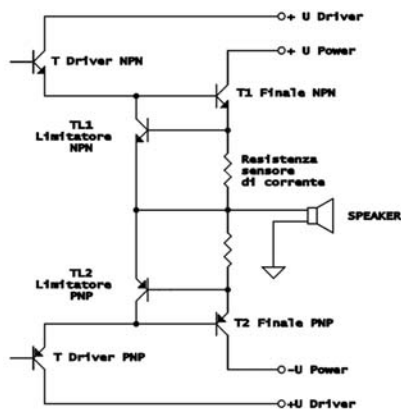 + U Driver
T Driver NPN
+ U Power
T1 Finale NPN
TL1
Limitatore
NPN
Resistenza
sensore
di corrente
SPEAKER
TL2
Limitatore
PNP
T2 Finale PNP
T Driver PNP
-U Power
+U Driver